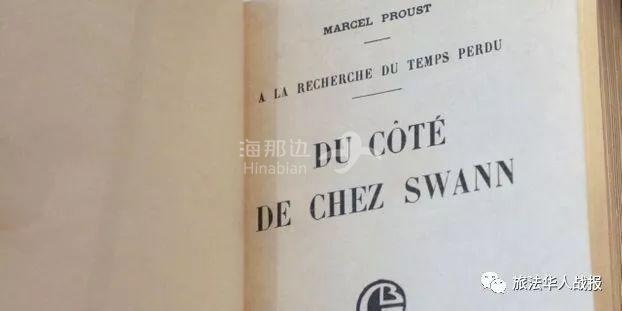 MARCEL PROUST
A LA RECHERCHE DU TEMPS PERDU
DU CÔTÉ
DE CHEZ SWANN
海那边
Hinabian
B
旅法华人战报